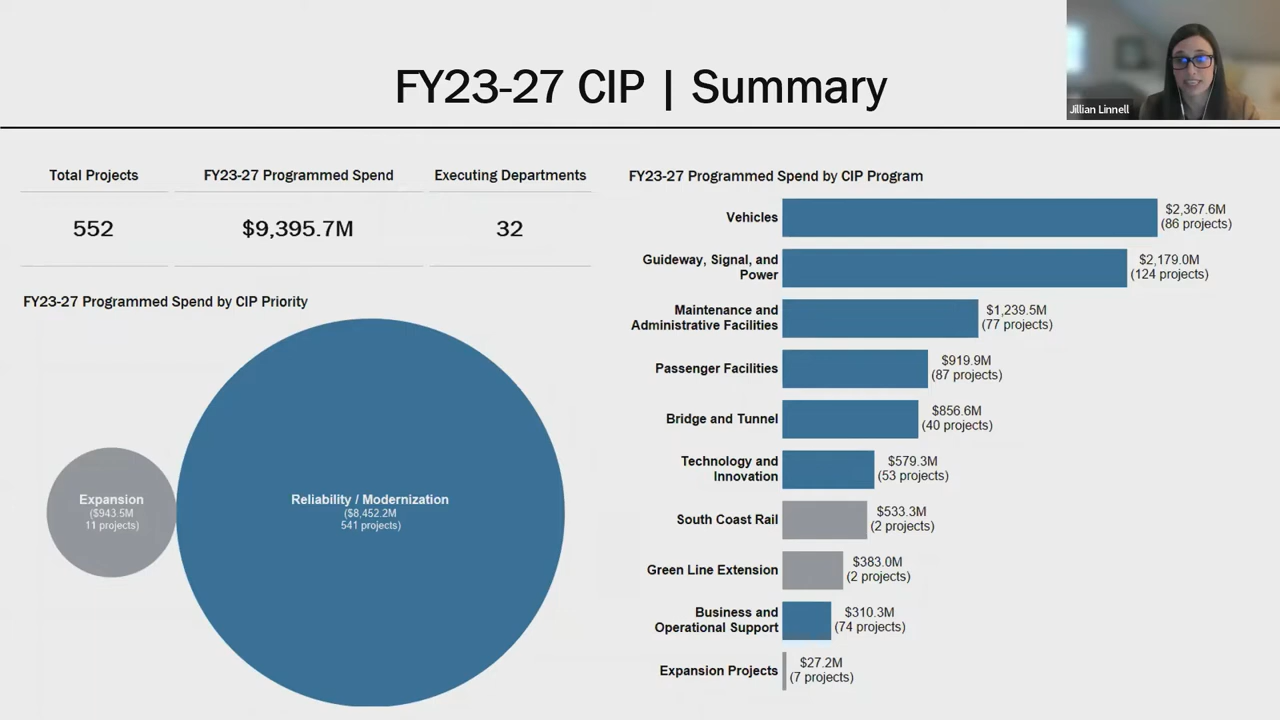 FY23-27 CIP | Summary
Jillian Linnell
Total Projects
FY23-27 Programmed Spend
Executing Departments
552
$9,395.7M
32
FY23-27 Programmed Spend by CIP Priority
Expansion
($943.5M
11 projects)
Reliability / Modernization
($8,452.2M
541 projects)
FY23-27 Programmed Spend by CIP Program
Vehicles
$2,367.6M
(86 projects)
Guideway, Signal, and
Power
$2,179.0M
(124 projects)
Maintenance and
Administrative Facilities
$1,239.5M
(77 projects)
Passenger Facilities
$919.9M
(87 projects)
Bridge and Tunnel
$856.6M
(40 projects)
Technology and
Innovation
$579.3M
(53 projects)
South Coast Rail
$533.3M
(2 projects)
Green Line Extension
$383.0M
(2 projects)
Business and
Operational Support
$310.3M
(74 projects)
Expansion Projects
$27.2M
(7 projects)